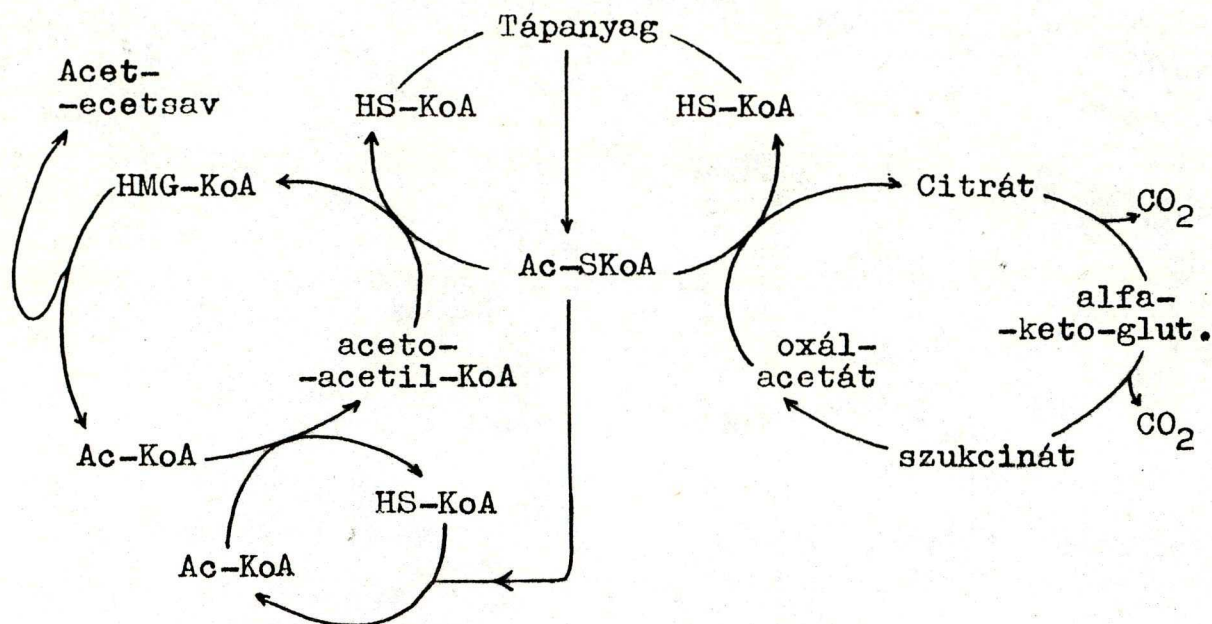 Tápanyag
Acet-
-ecetsav
HS-KoA
HS-KoA
HMG-KoA
Citrát
CO2
Ac-SKoA
alfa-
-keto-glut.
aceto-
-acetil-KoA
oxál-
acetát
CO2
Ac-KoA
szukcinát
HS-KoA
Ac-KoA